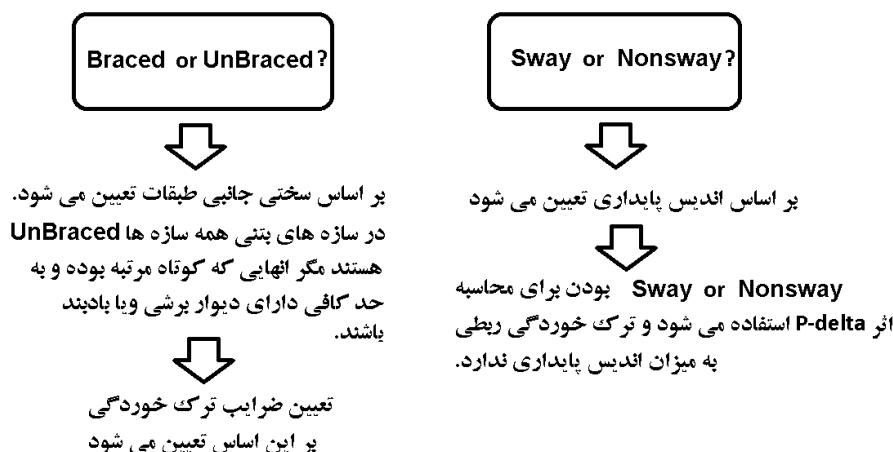 Braced or UnBraced?
بر اساس سختی جانبی طبقات تعیین می شود.
در سازه های بتنی همه سازه ها UnBraced
هستند مگر انهایی که کوتاه مرتبه بوده و به
حد کافی دارای دیوار برشی ویا بادبند
باشند.
تعیین ضرایب ترک خوردگی
بر این اساس تعیین می شود
Sway or Nonsway?
بر اساس اندیس پایداری تعیین می شود
Sway or Nonsway بودن برای محاسبه
اثر P-delta استفاده می شود و ترک خوردگی ربطی
به میزان اندیس پایداری ندارد.